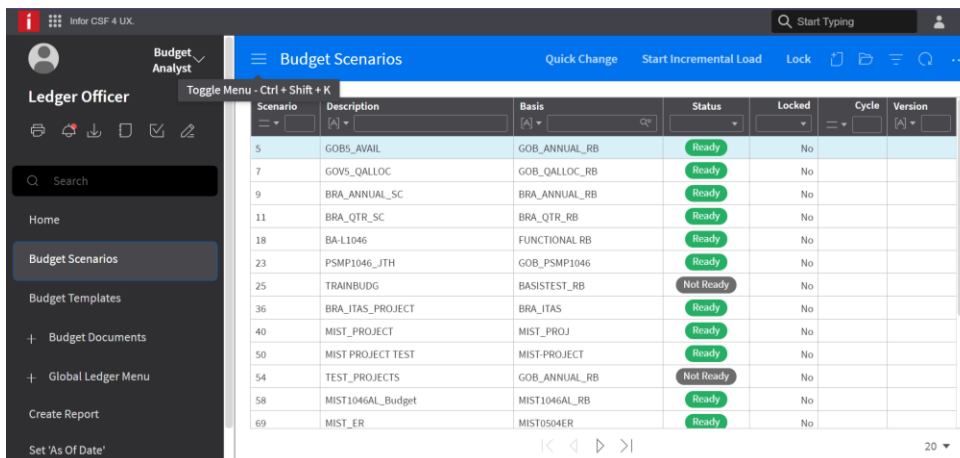 Infor CSF 4 UX.
Start Typing
Budget Analyst
Ledger Officer
Toggle Menu - Ctrl + Shift + K
Search
Home
Budget Scenarios
Budget Templates
+ Budget Documents
+ Global Ledger Menu
Create Report
Set 'As Of Date'
Budget Scenarios Quick Change Start Incremental Load Lock
Scenario Description Basis Status Locked Cycle Version
5 GOB5_AVAIL GOB_ANNUAL_RB Ready No
7 GOV5_QALLOC GOB_QALLOC_RB Ready No
9 BRA_ANNUAL_SC BRA_ANNUAL_RB Ready No
11 BRA_QTR_SC BRA_QTR_RB Ready No
18 BA-L1046 FUNCTIONAL RB Ready No
23 PSMP1046_JTH GOB_PSMP1046 Ready No
25 TRAINBUDG BASISTEST_RB Not Ready No
36 BRA_ITAS_PROJECT BRA_ITAS Ready No
40 MIST_PROJECT MIST_PROJ Ready No
50 MIST PROJECT TEST MIST-PROJECT Ready No
54 TEST_PROJECTS GOB_ANNUAL_RB Not Ready No
58 MIST1046AL_Budget MIST1046AL_RB Ready No
69 MIST_ER MIST0504ER Ready No
20